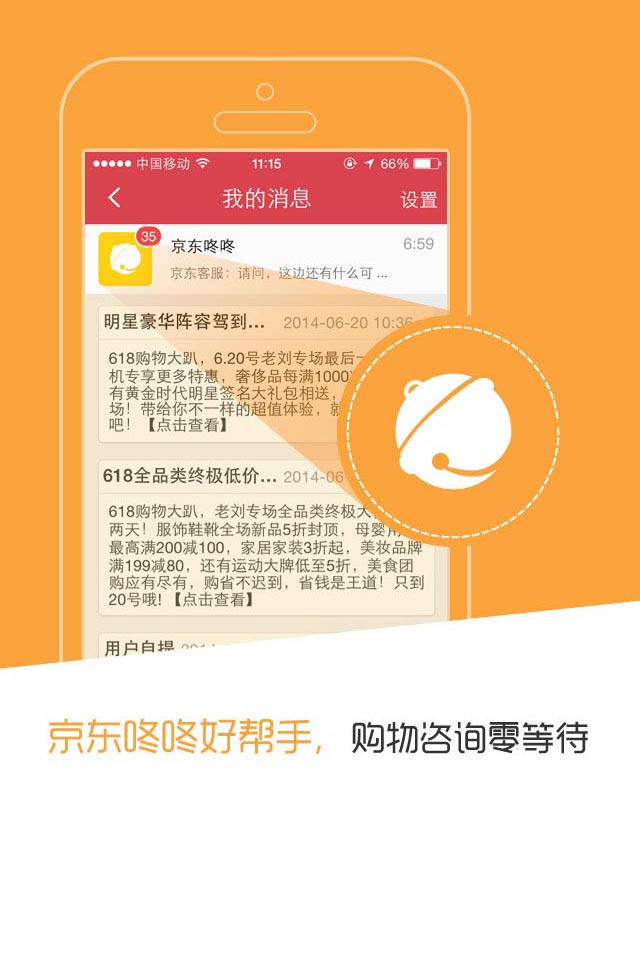 中国移动 11:15 66%
我的消息 设置
35
京东咚咚 6:59
京东客服：请问，这边还有什么可 ...
明星豪华阵容驾到... 2014-06-20 10:36
618购物大趴，6.20号老刘专场最后一
机专享更多特惠，奢侈品每满1000
有黄金时代明星签名大礼包相送，
场！带给你不一样的超值体验，就
吧！【点击查看】
618全品类终极低价... 2014-06-
618购物大趴，老刘专场全品类终极大
两天！服饰鞋靴全场新品5折封顶，母婴用
最高满200减100，家居家装3折起，美妆品牌
满199减80，还有运动大牌低至5折，美食团
购应有尽有，购省不迟到，省钱是王道！只到
20号哦!【点击查看】
用户自提
京东咚咚好帮手，购物咨询零等待